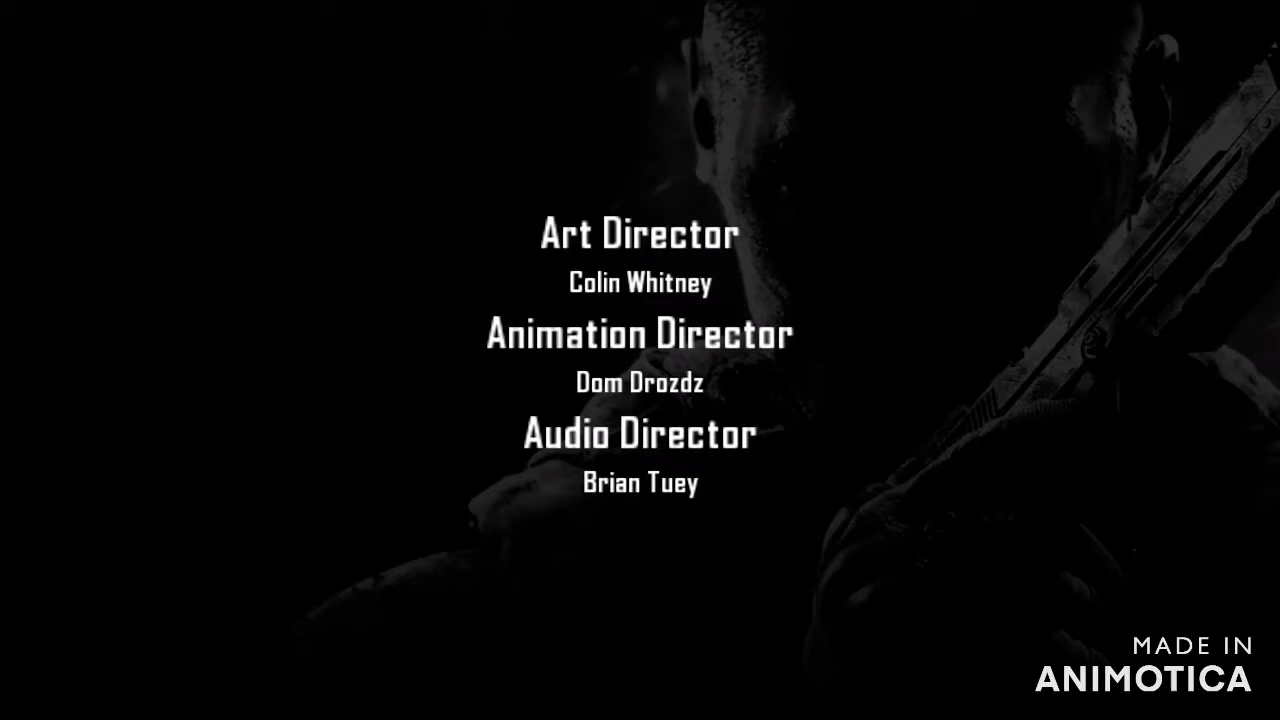 Art Director
Colin Whitney
Animation Director
Dom Drozdz
Audio Director
Brian Tuey
MADE IN
ANIMOTICA